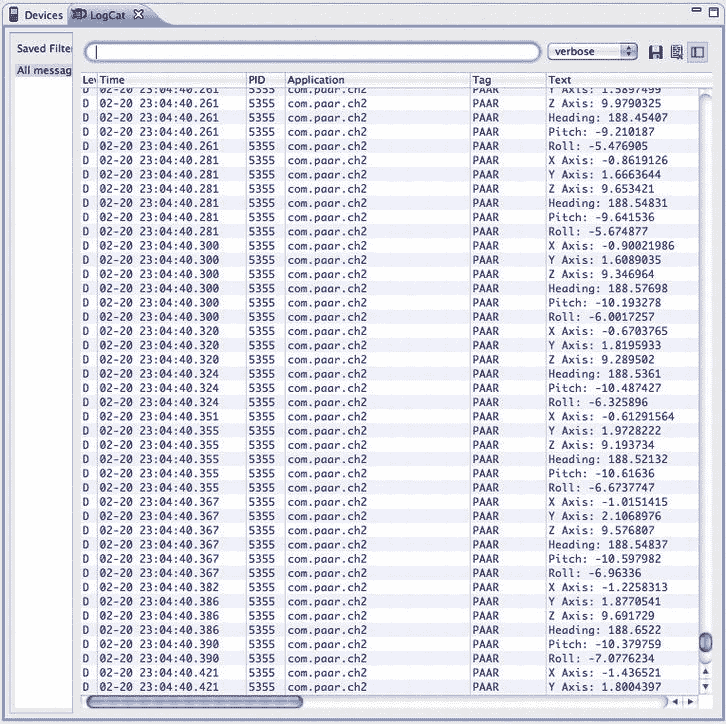 Devices LogCat
Saved Filte
All messag
verbose
Lev Time PID Application Tag Text
D 02-20 23:04:40.261 5355 com.paar.ch2 PAAR Y Axis: 1.5897499
D 02-20 23:04:40.261 5355 com.paar.ch2 PAAR Z Axis: 9.9790325
D 02-20 23:04:40.261 5355 com.paar.ch2 PAAR Heading: 188.45407
D 02-20 23:04:40.261 5355 com.paar.ch2 PAAR Pitch: -9.210187
D 02-20 23:04:40.261 5355 com.paar.ch2 PAAR Roll: -5.476905
D 02-20 23:04:40.281 5355 com.paar.ch2 PAAR X Axis: -0.8619126
D 02-20 23:04:40.281 5355 com.paar.ch2 PAAR Y Axis: 1.6663644
D 02-20 23:04:40.281 5355 com.paar.ch2 PAAR Z Axis: 9.653421
D 02-20 23:04:40.281 5355 com.paar.ch2 PAAR Heading: 188.54831
D 02-20 23:04:40.281 5355 com.paar.ch2 PAAR Pitch: -9.641536
D 02-20 23:04:40.281 5355 com.paar.ch2 PAAR Roll: -5.674877
D 02-20 23:04:40.300 5355 com.paar.ch2 PAAR X Axis: -0.90021986
D 02-20 23:04:40.300 5355 com.paar.ch2 PAAR Y Axis: 1.6089035
D 02-20 23:04:40.300 5355 com.paar.ch2 PAAR Z Axis: 9.346964
D 02-20 23:04:40.300 5355 com.paar.ch2 PAAR Heading: 188.57698
D 02-20 23:04:40.300 5355 com.paar.ch2 PAAR Pitch: -10.193278
D 02-20 23:04:40.300 5355 com.paar.ch2 PAAR Roll: -6.0017257
D 02-20 23:04:40.320 5355 com.paar.ch2 PAAR X Axis: -0.6703765
D 02-20 23:04:40.320 5355 com.paar.ch2 PAAR Y Axis: 1.8195933
D 02-20 23:04:40.320 5355 com.paar.ch2 PAAR Z Axis: 9.289502
D 02-20 23:04:40.324 5355 com.paar.ch2 PAAR Heading: 188.5361
D 02-20 23:04:40.324 5355 com.paar.ch2 PAAR Pitch: -10.487427
D 02-20 23:04:40.324 5355 com.paar.ch2 PAAR Roll: -6.325896
D 02-20 23:04:40.351 5355 com.paar.ch2 PAAR X Axis: -0.61291564
D 02-20 23:04:40.355 5355 com.paar.ch2 PAAR Y Axis: 1.9728222
D 02-20 23:04:40.355 5355 com.paar.ch2 PAAR Z Axis: 9.193734
D 02-20 23:04:40.355 5355 com.paar.ch2 PAAR Heading: 188.52132
D 02-20 23:04:40.355 5355 com.paar.ch2 PAAR Pitch: -10.61636
D 02-20 23:04:40.355 5355 com.paar.ch2 PAAR Roll: -6.6737747
D 02-20 23:04:40.367 5355 com.paar.ch2 PAAR X Axis: -1.0151415
D 02-20 23:04:40.367 5355 com.paar.ch2 PAAR Y Axis: 2.1068976
D 02-20 23:04:40.367 5355 com.paar.ch2 PAAR Z Axis: 9.576807
D 02-20 23:04:40.367 5355 com.paar.ch2 PAAR Heading: 188.54837
D 02-20 23:04:40.367 5355 com.paar.ch2 PAAR Pitch: -10.597982
D 02-20 23:04:40.367 5355 com.paar.ch2 PAAR Roll: -6.96336
D 02-20 23:04:40.382 5355 com.paar.ch2 PAAR X Axis: -1.2258313
D 02-20 23:04:40.386 5355 com.paar.ch2 PAAR Y Axis: 1.8770541
D 02-20 23:04:40.386 5355 com.paar.ch2 PAAR Z Axis: 9.691729
D 02-20 23:04:40.386 5355 com.paar.ch2 PAAR Heading: 188.6522
D 02-20 23:04:40.390 5355 com.paar.ch2 PAAR Pitch: -10.379759
D 02-20 23:04:40.390 5355 com.paar.ch2 PAAR Roll: -7.0776234
D 02-20 23:04:40.421 5355 com.paar.ch2 PAAR X Axis: -1.436521
D 02-20 23:04:40.421 5355 com.paar.ch2 PAAR Y Axis: 1.8004397